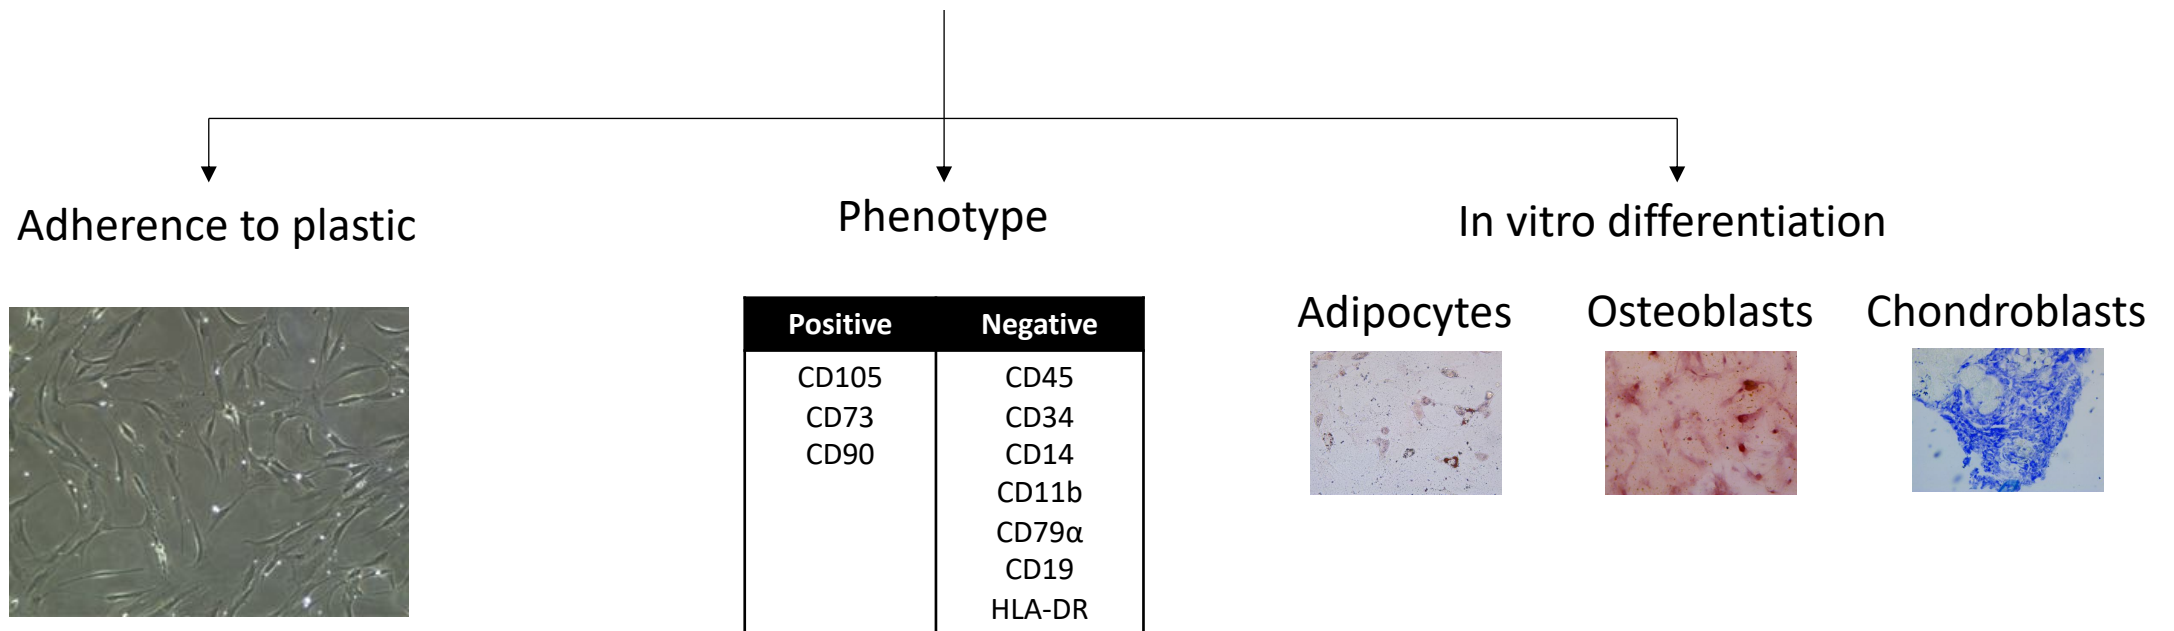 Adherence to plastic
Phenotype
In vitro differentiation
Positive Negative
CD105 CD45
CD73 CD34
CD90 CD14
CD11b
CD79α
CD19
HLA-DR
Adipocytes Osteoblasts Chondroblasts